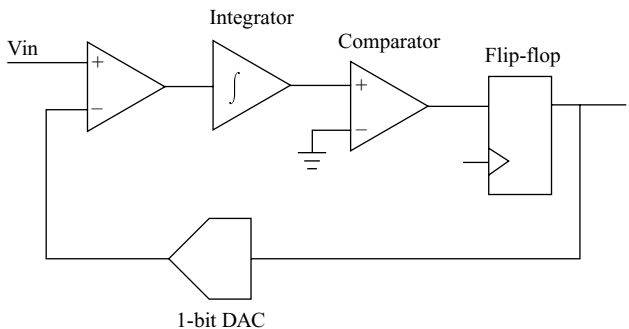 Integrator
Vin
Comparator
Flip-flop
+
−
∫
+
−
1-bit DAC